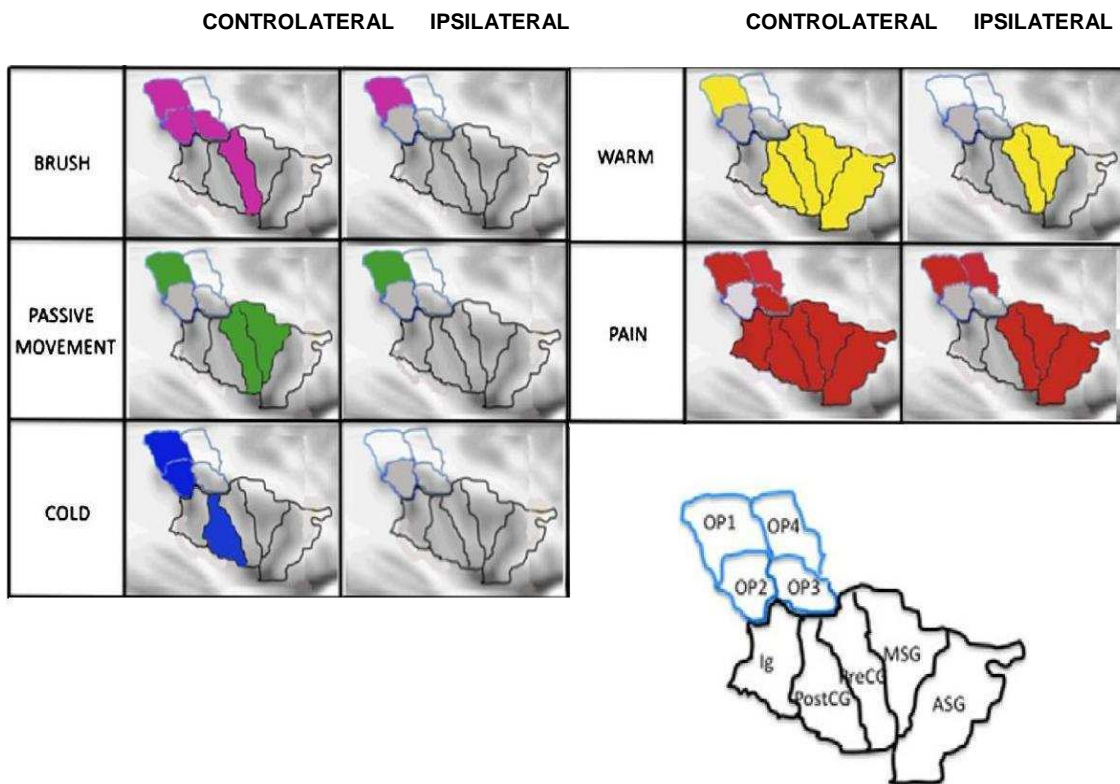 CONTROLATERAL IPSILATERAL
CONTROLATERAL IPSILATERAL
BRUSH
WARM
PASSIVE
MOVEMENT
PAIN
COLD
OP1
OP4
OP2
OP3
Ig
PostCG
PreCG
MSG
ASG